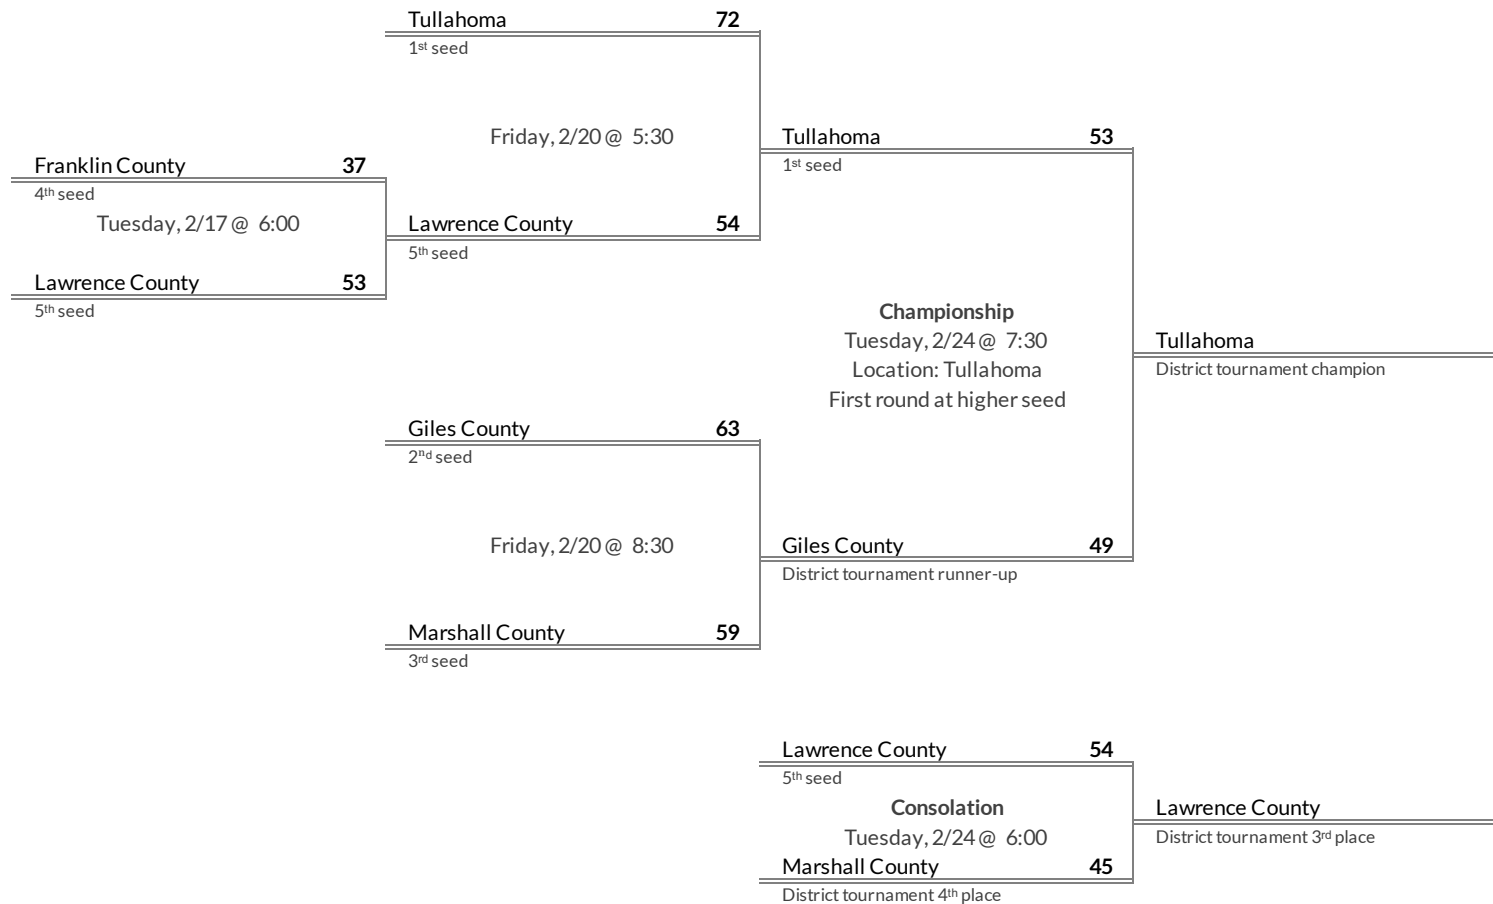 Tullahoma 72
1st seed
Friday, 2/20 @ 5:30
Tullahoma 53
1st seed
Franklin County 37
4th seed
Tuesday, 2/17 @ 6:00
Lawrence County 54
5th seed
Lawrence County 53
5th seed
Championship
Tuesday, 2/24 @ 7:30
Location: Tullahoma
First round at higher seed
Tullahoma
District tournament champion
Giles County 63
2nd seed
Friday, 2/20 @ 8:30
Giles County 49
District tournament runner-up
Marshall County 59
3rd seed
Lawrence County 54
5th seed
Consolation
Tuesday, 2/24 @ 6:00
Lawrence County
District tournament 3rd place
Marshall County 45
District tournament 4th place